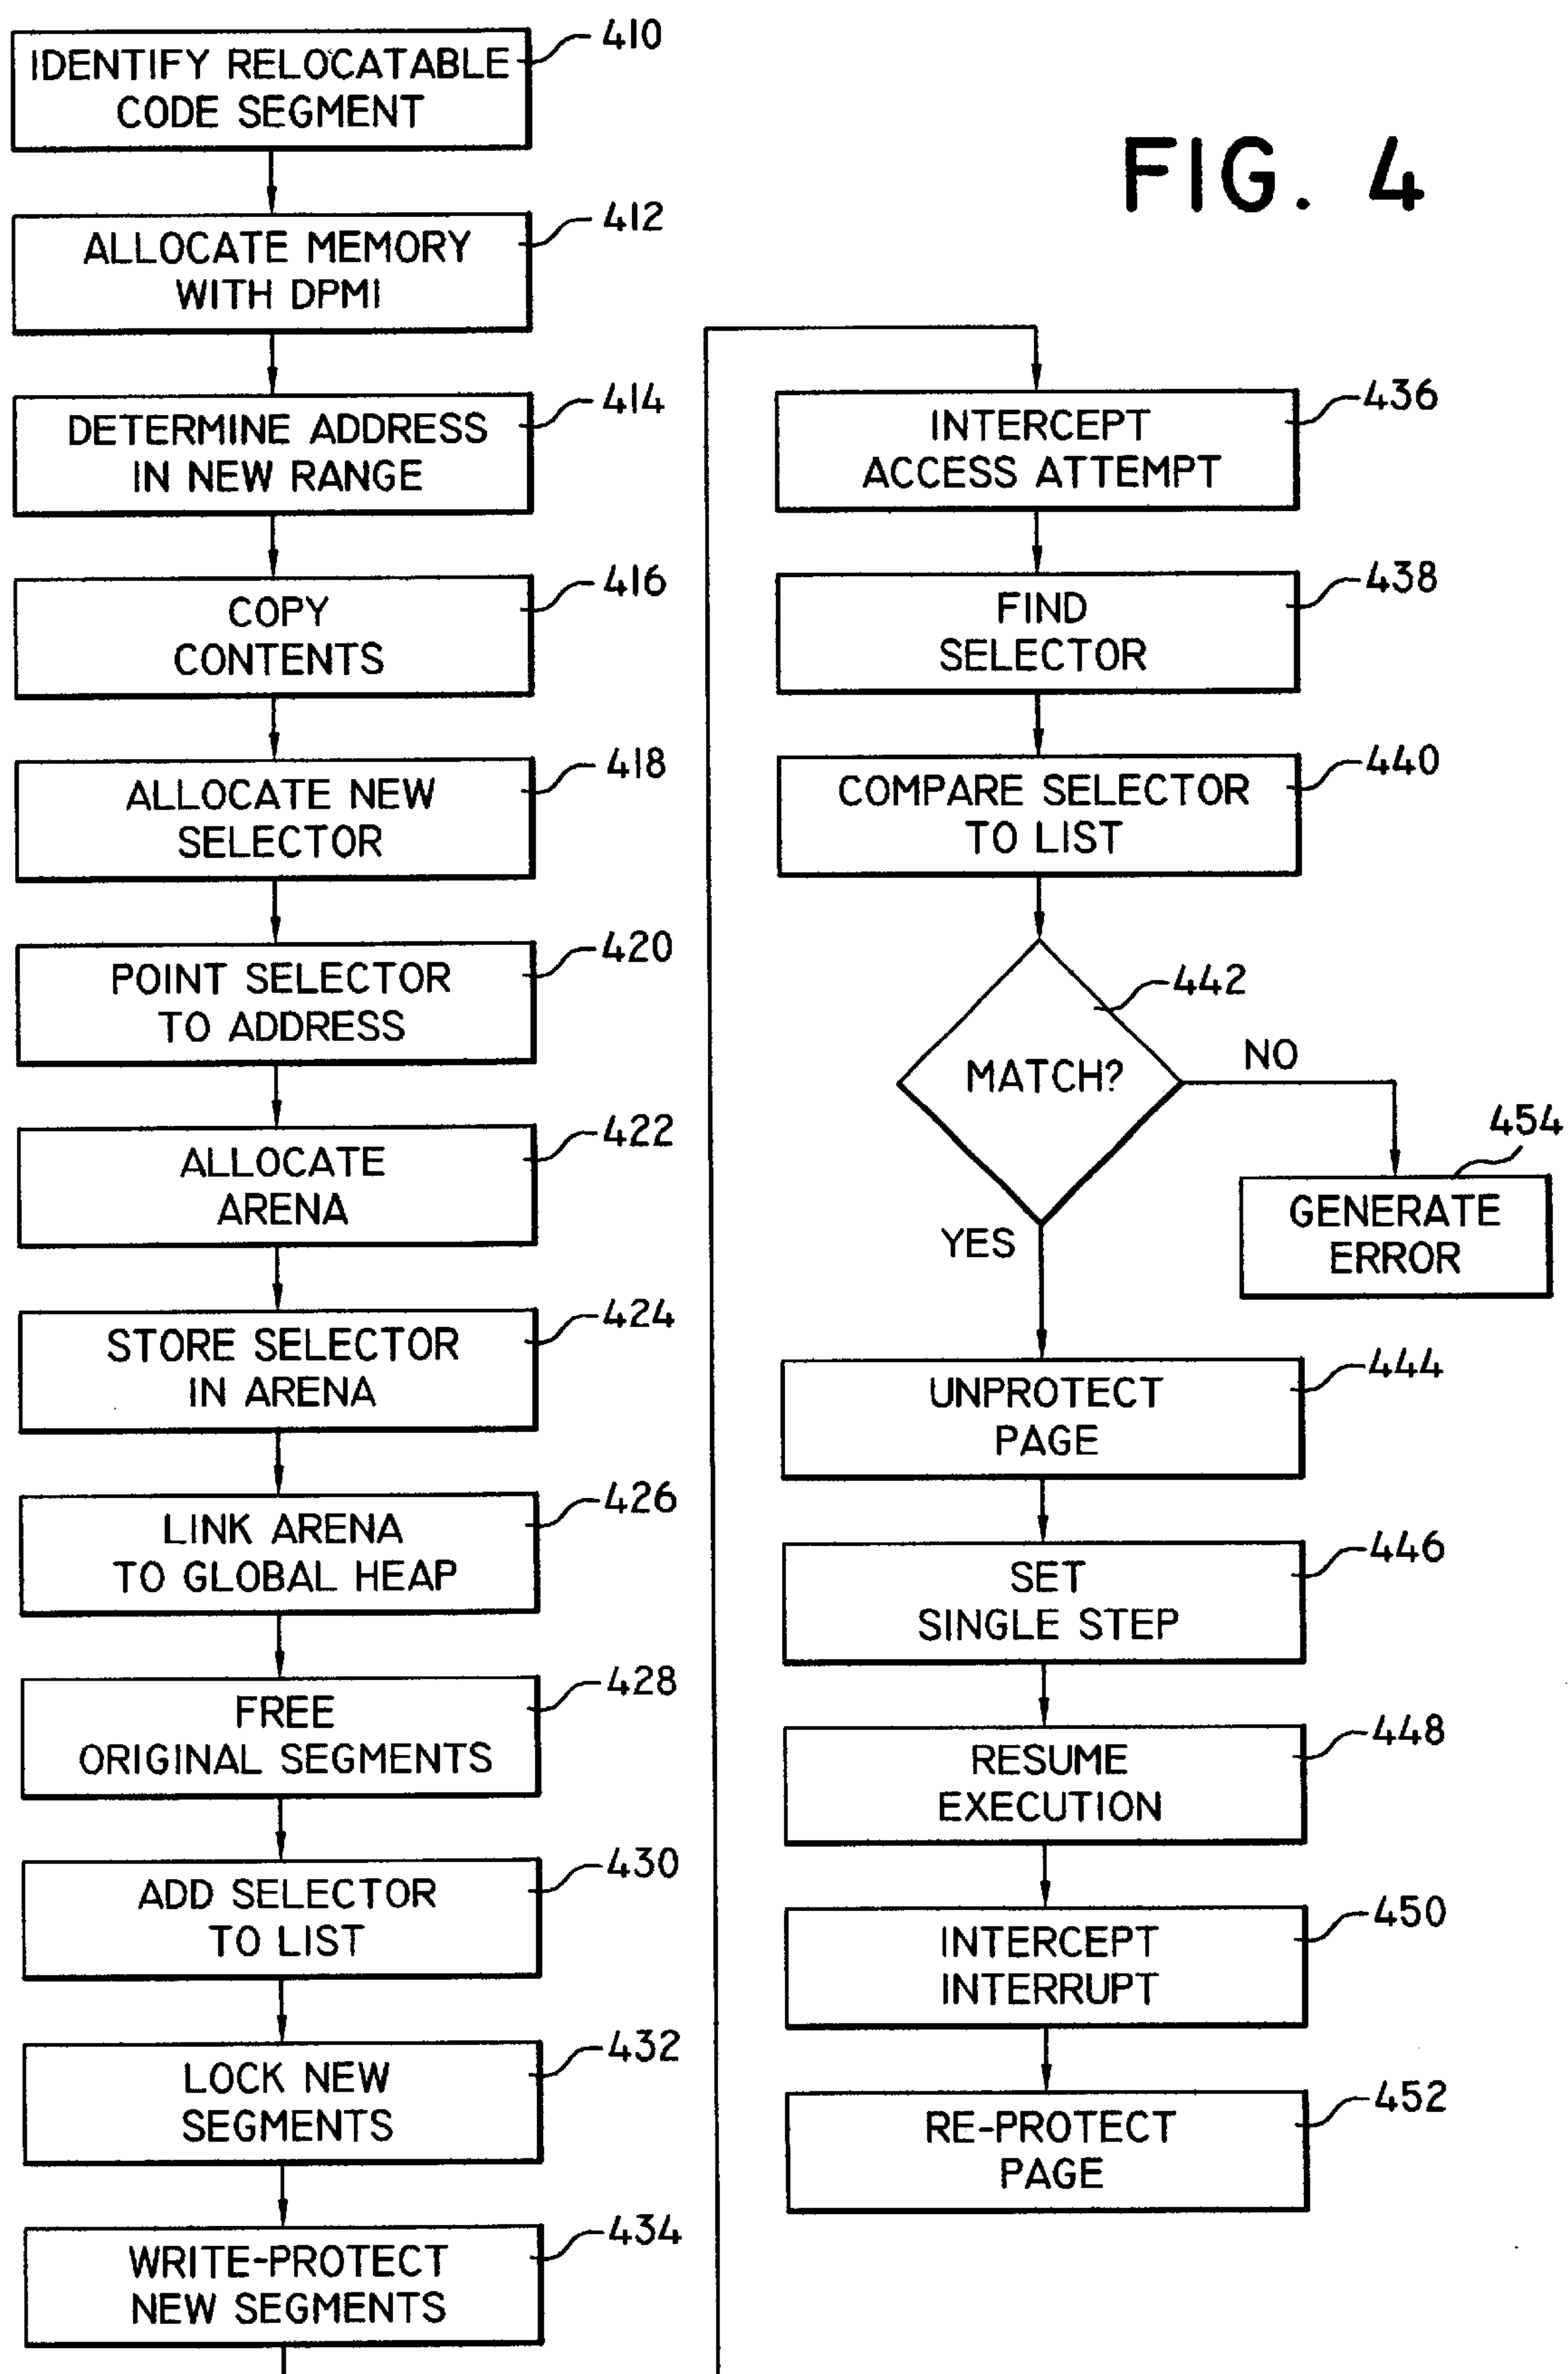 FIG. 4
410
IDENTIFY RELOCATABLE
CODE SEGMENT
412
ALLOCATE MEMORY
WITH DPMI
414
DETERMINE ADDRESS
IN NEW RANGE
416
COPY
CONTENTS
418
ALLOCATE NEW
SELECTOR
420
POINT SELECTOR
TO ADDRESS
422
ALLOCATE
ARENA
424
STORE SELECTOR
IN ARENA
426
LINK ARENA
TO GLOBAL HEAP
428
FREE
ORIGINAL SEGMENTS
430
ADD SELECTOR
TO LIST
432
LOCK NEW
SEGMENTS
434
WRITE-PROTECT
NEW SEGMENTS
436
INTERCEPT
ACCESS ATTEMPT
438
FIND
SELECTOR
440
COMPARE SELECTOR
TO LIST
442
MATCH?
NO
454
GENERATE
ERROR
YES
444
UNPROTECT
PAGE
446
SET
SINGLE STEP
448
RESUME
EXECUTION
450
INTERCEPT
INTERRUPT
452
RE-PROTECT
PAGE